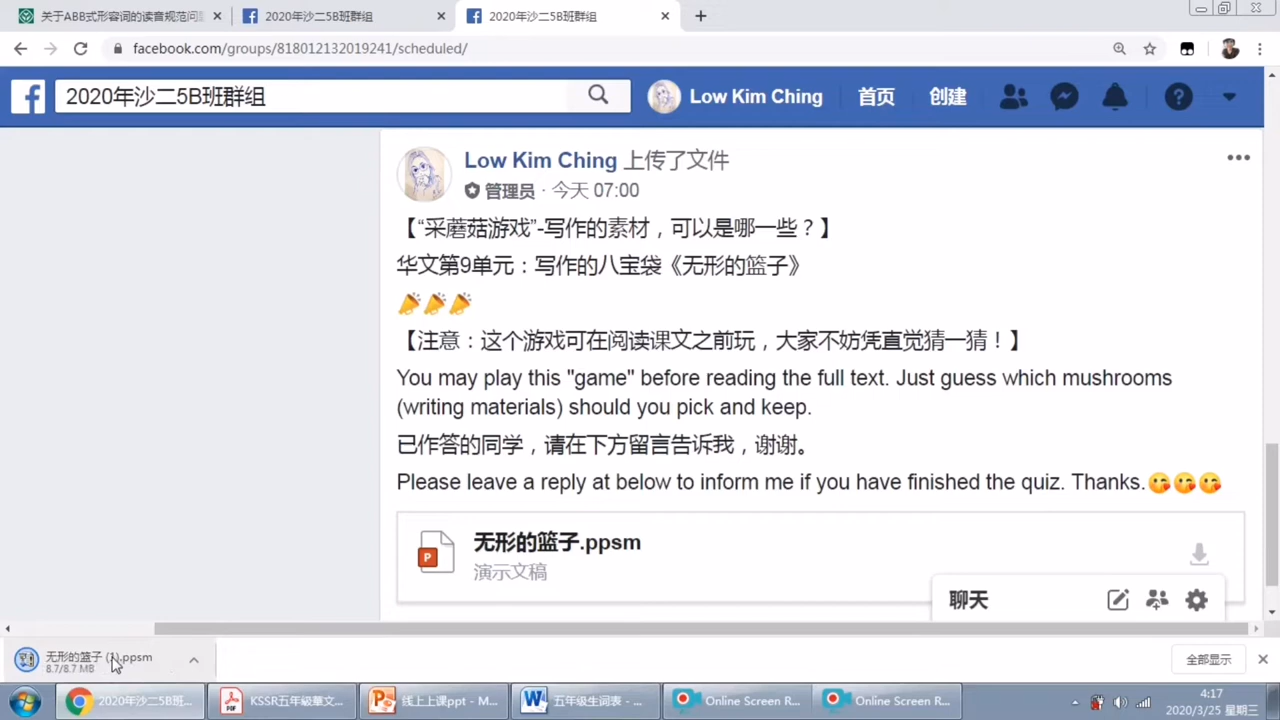 关于ABB式形容词的读音规范问
2020年沙二5B班群组
2020年沙二5B班群组
facebook.com/groups/818012132019241/scheduled/
2020年沙二5B班群组
Low Kim Ching
首页
创建
Low Kim Ching 上传了文件
管理员 · 今天 07:00
【“采蘑菇游戏”-写作的素材，可以是哪一些？】
华文第9单元：写作的八宝袋《无形的篮子》
【注意：这个游戏可在阅读课文之前玩，大家不妨凭直觉猜一猜！】
You may play this "game" before reading the full text. Just guess which mushrooms
(writing materials) should you pick and keep.
已作答的同学，请在下方留言告诉我，谢谢。
Please leave a reply at below to inform me if you have finished the quiz. Thanks.
P
无形的篮子.ppsm
演示文稿
聊天
无形的篮子 (1).ppsm
8.7/8.7 MB
全部显示
2020年沙二5B班...
KSSR五年级華文...
线上上课ppt - M...
五年级生词表 - ...
Online Screen R...
Online Screen R...
4:17
2020/3/25 星期三